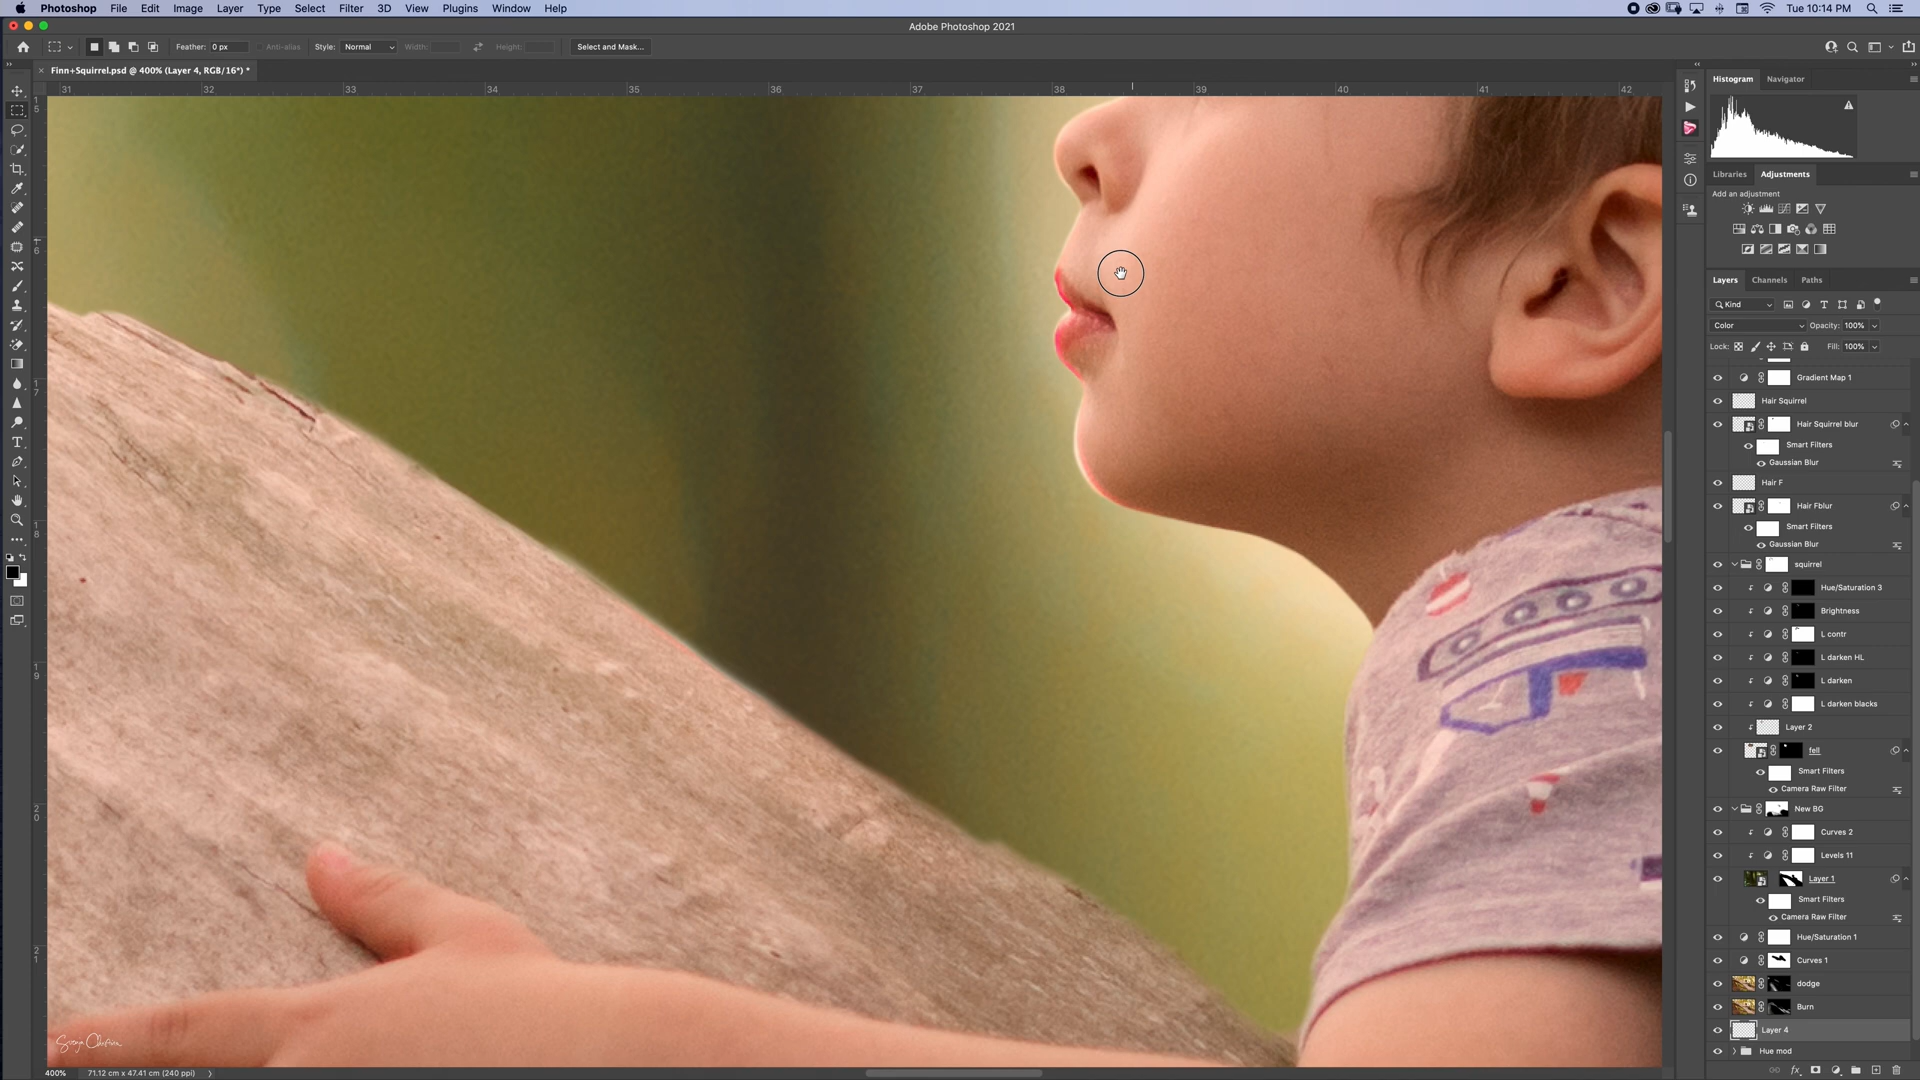 Photoshop File Edit Image Layer Type Select Filter 3D View Plugins Window Help Tue 10:14 PM
Adobe Photoshop 2021
Feather: 0 px Anti-alias Style: Normal Width: Height: Select and Mask...
Finn+Squirrel.psd @ 400% (Layer 4, RGB/16*) *
31 32 33 34 35 36 37 38 39 40 41 42
15
16
17
18
19
20
21
Histogram Navigator
Libraries Adjustments
Add an adjustment
Layers Channels Paths
Kind
Color Opacity: 100%
Lock: Fill: 100%
Gradient Map 1
Hair Squirrel
Hair Squirrel blur
Smart Filters
Gaussian Blur
Hair F
Hair Fblur
Smart Filters
Gaussian Blur
squirrel
Hue/Saturation 3
Brightness
L contr
L darken HL
L darken
L darken blacks
Layer 2
fell
Smart Filters
Camera Raw Filter
New BG
Curves 2
Levels 11
Layer 1
Smart Filters
Camera Raw Filter
Hue/Saturation 1
Curves 1
dodge
Burn
Layer 4
Hue mod
400% 71.12 cm x 47.41 cm (240 ppi)